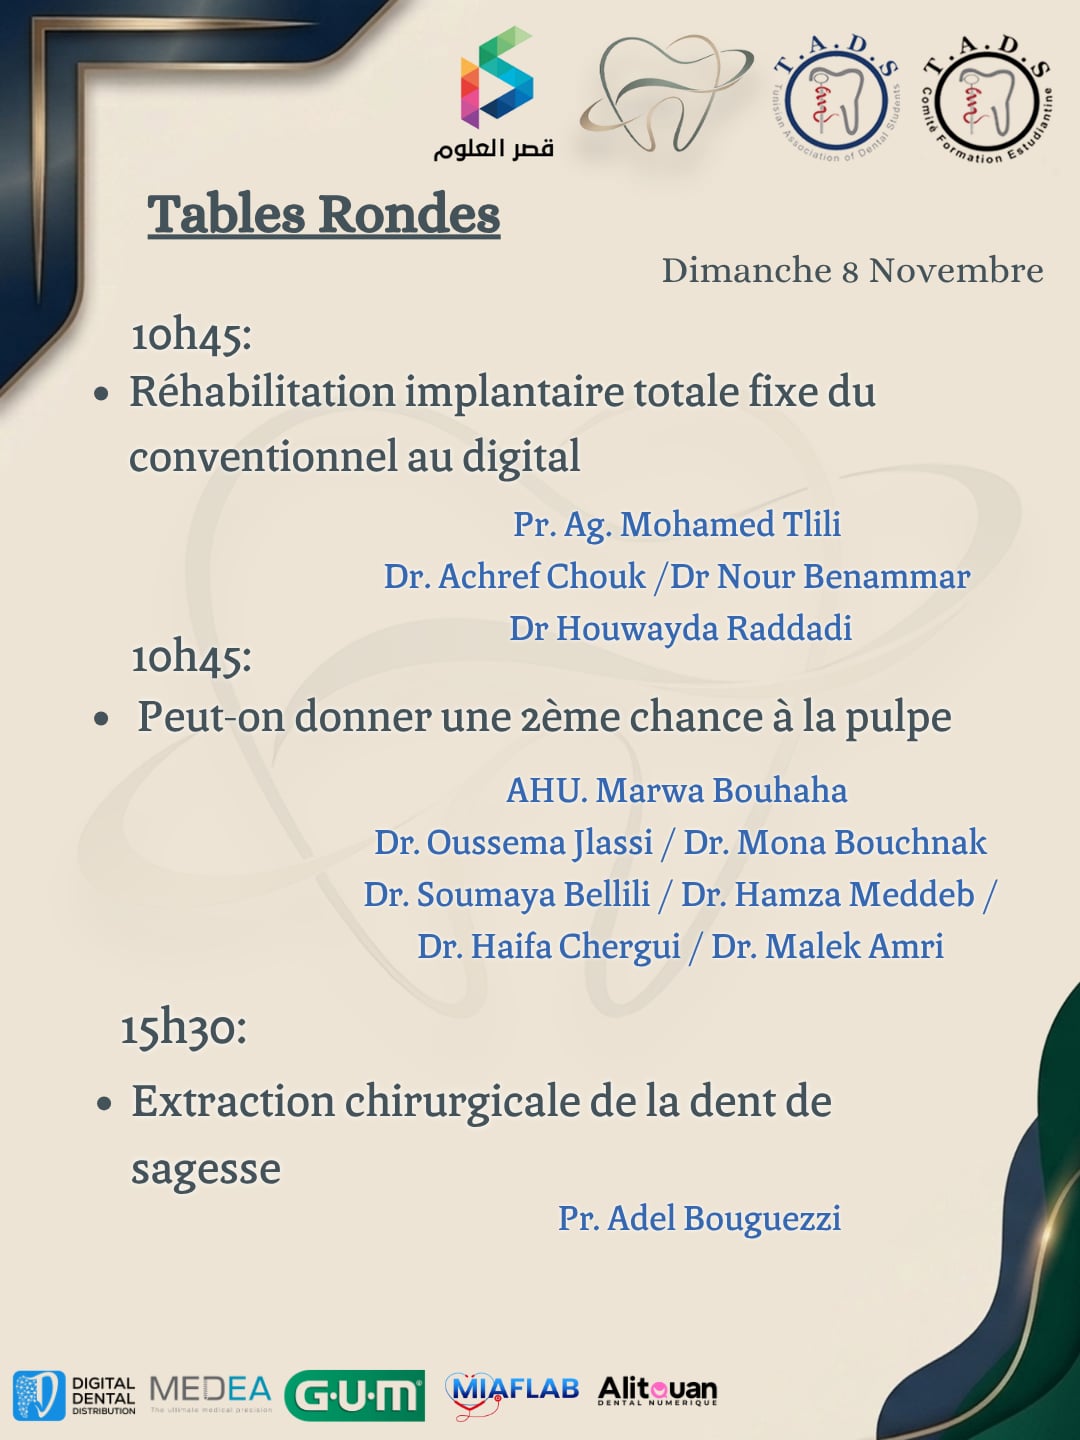 قصر العلوم
T.A.D.S
Tunisian Association of Dental Students
T.A.D.S
Comité Formation Estudiantine
Tables Rondes
Dimanche 8 Novembre
10h45:
• Réhabilitation implantaire totale fixe du
conventionnel au digital
Pr. Ag. Mohamed Tlili
Dr. Achref Chouk /Dr Nour Benammar
Dr Houwayda Raddadi
10h45:
• Peut-on donner une 2ème chance à la pulpe
AHU. Marwa Bouhaha
Dr. Oussema Jlassi / Dr. Mona Bouchnak
Dr. Soumaya Bellili / Dr. Hamza Meddeb /
Dr. Haifa Chergui / Dr. Malek Amri
15h30:
• Extraction chirurgicale de la dent de
sagesse
Pr. Adel Bouguezzi
DIGITAL
DENTAL
DISTRIBUTION
MEDEA
The ultimate medical precision
G·U·M
MIAFLAB
Alitouan
DENTAL NUMERIQUE